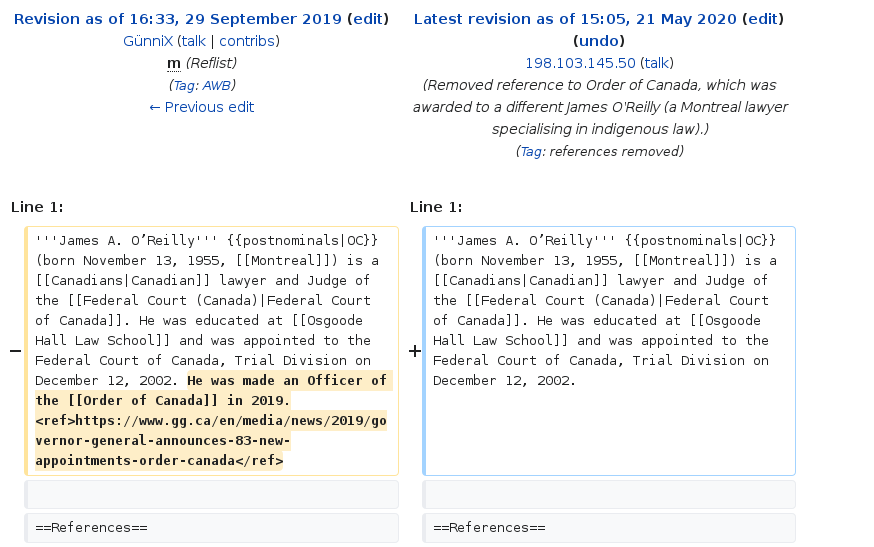 Revision as of 16:33, 29 September 2019 (edit)
GünniX (talk | contribs)
m (Reflist)
(Tag: AWB)
← Previous edit
Latest revision as of 15:05, 21 May 2020 (edit)
(undo)
198.103.145.50 (talk)
(Removed reference to Order of Canada, which was
awarded to a different James O'Reilly (a Montreal lawyer
specialising in indigenous law).)
(Tag: references removed)
Line 1:
Line 1:
− '''James A. O’Reilly''' {{postnominals|OC}}
(born November 13, 1955, [[Montreal]]) is a
[[Canadians|Canadian]] lawyer and Judge of
the [[Federal Court (Canada)|Federal Court
of Canada]]. He was educated at [[Osgoode
Hall Law School]] and was appointed to the
Federal Court of Canada, Trial Division on
December 12, 2002. He was made an Officer of
the [[Order of Canada]] in 2019.
<ref>https://www.gg.ca/en/media/news/2019/go
vernor-general-announces-83-new-
appointments-order-canada</ref>
+ '''James A. O’Reilly''' {{postnominals|OC}}
(born November 13, 1955, [[Montreal]]) is a
[[Canadians|Canadian]] lawyer and Judge of
the [[Federal Court (Canada)|Federal Court
of Canada]]. He was educated at [[Osgoode
Hall Law School]] and was appointed to the
Federal Court of Canada, Trial Division on
December 12, 2002.
==References==
==References==